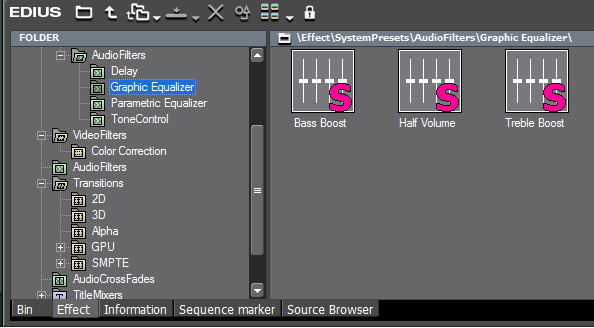 EDIUS
FOLDER
\Effect\SystemPresets\AudioFilters\Graphic Equalizer\
AudioFilters
Delay
Graphic Equalizer
Parametric Equalizer
ToneControl
VideoFilters
Color Correction
AudioFilters
Transitions
2D
3D
Alpha
GPU
SMPTE
AudioCrossFades
TitleMixers
S S S
Bass Boost Half Volume Treble Boost
Bin Effect Information Sequence marker Source Browser